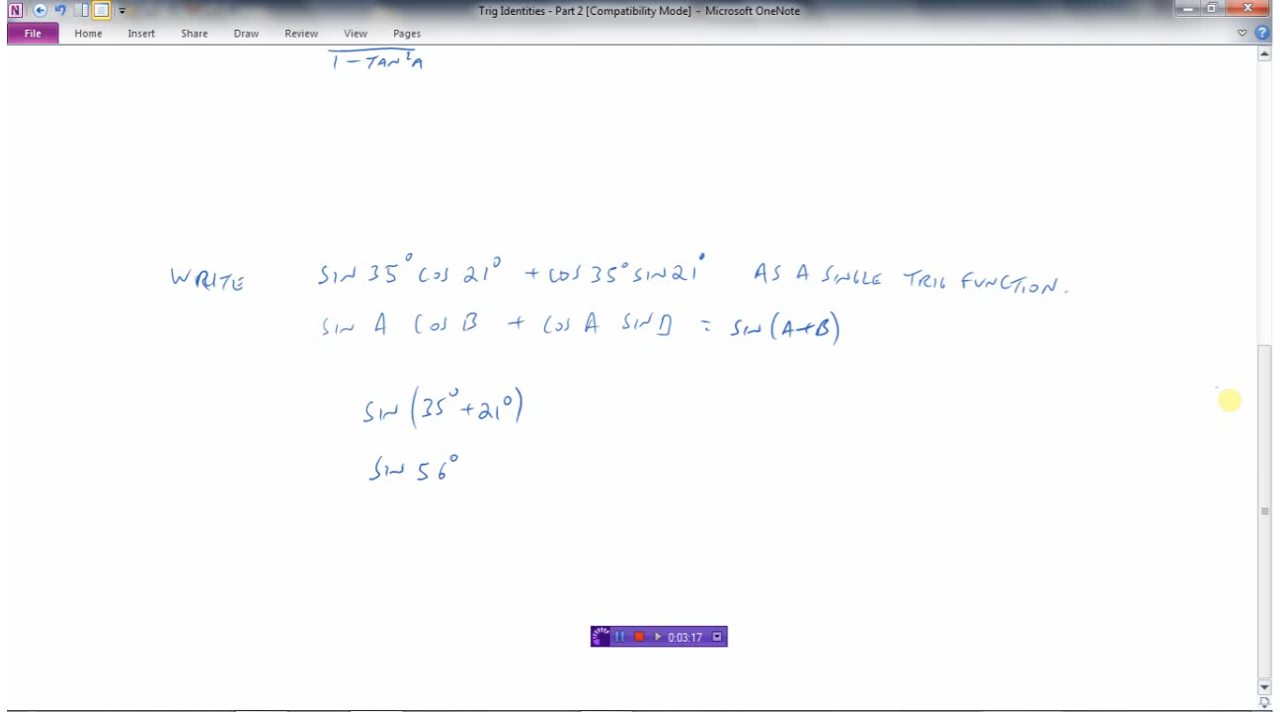 Trig Identities - Part 2 [Compatibility Mode] - Microsoft OneNote
File Home Insert Share Draw Review View Pages
1 - TAN²A
WRITE SIN 35° COS 21° + COS 35° SIN 21° AS A SINGLE TRIG FUNCTION.
SIN A COS B + COS A SIN B = SIN (A+B)
SIN (35° + 21°)
SIN 56°
0:03:17